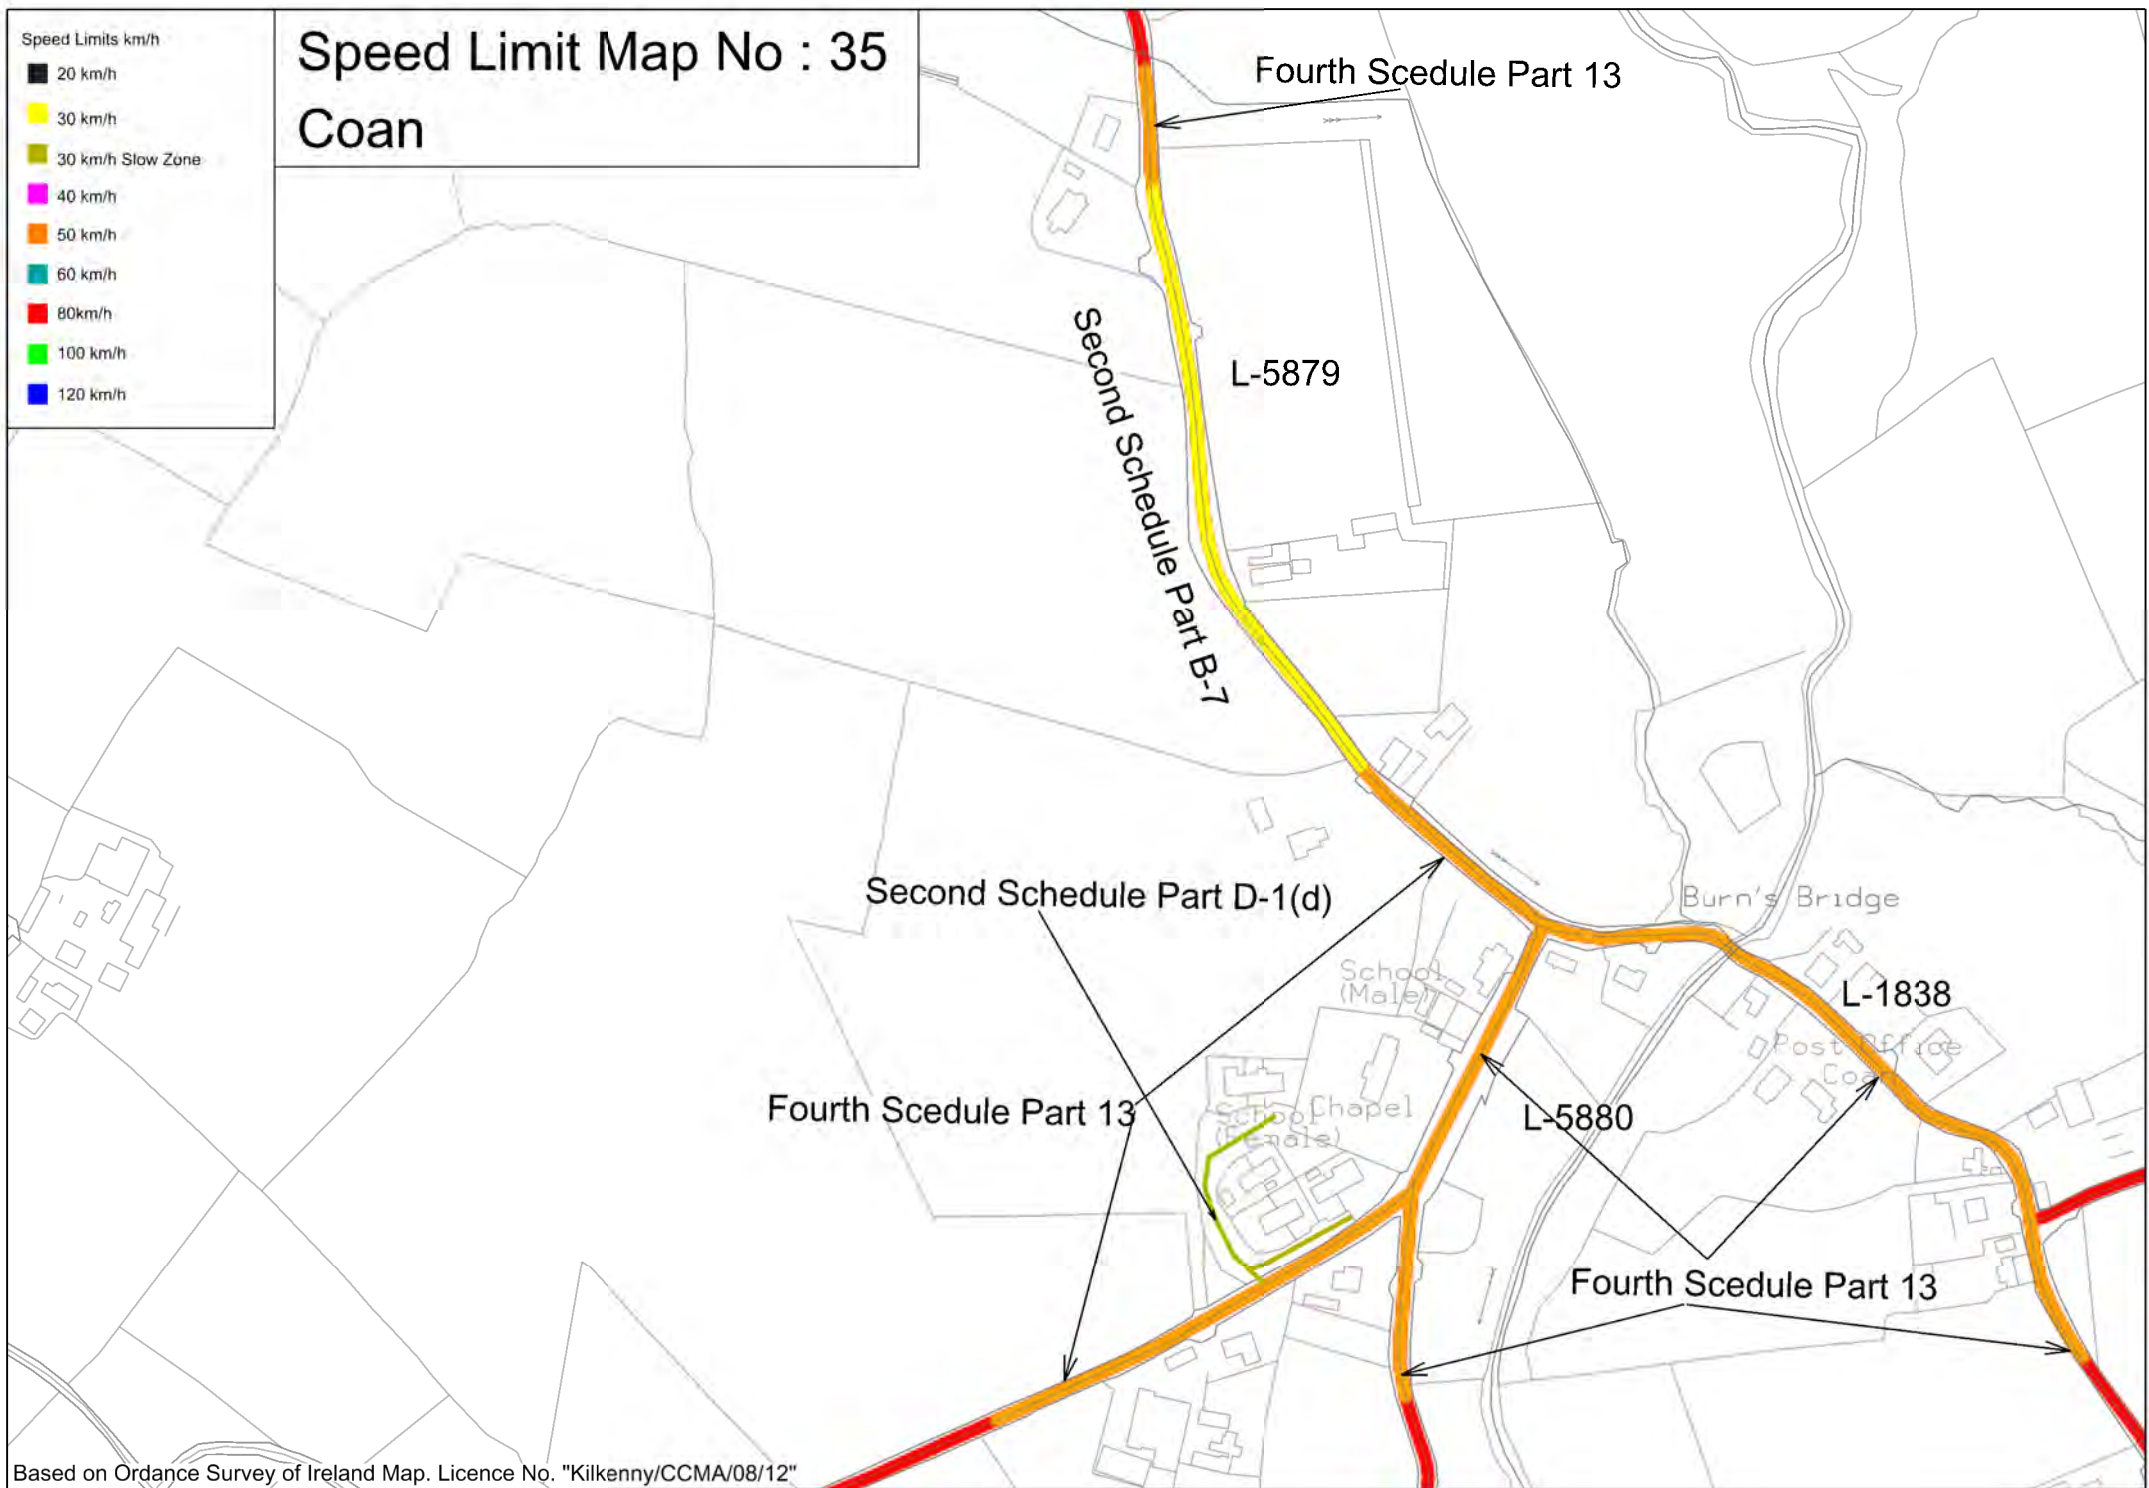 Speed Limits km/h
20 km/h
30 km/h
30 km/h Slow Zone
40 km/h
50 km/h
60 km/h
80km/h
100 km/h
120 km/h
Speed Limit Map No : 35
Coan
Fourth Scedule Part 13
L-5879
Second Schedule Part B-7
Second Schedule Part D-1(d)
Burn's Bridge
School
(Male)
L-1838
Post Office
Coan
Fourth Scedule Part 13
School
(Female)
Chapel
L-5880
Fourth Scedule Part 13
Based on Ordance Survey of Ireland Map. Licence No. "Kilkenny/CCMA/08/12"